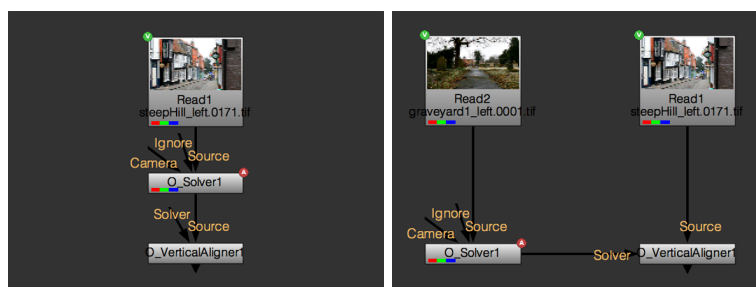 V
Read1
steepHill_left.0171.tif
Ignore
Source
Camera
A
O_Solver1
Solver
Source
O_VerticalAligner1
V
Read2
graveyard1_left.0001.tif
V
Read1
steepHill_left.0171.tif
Ignore
Camera
Source
Source
A
O_Solver1
Solver
O_VerticalAligner1